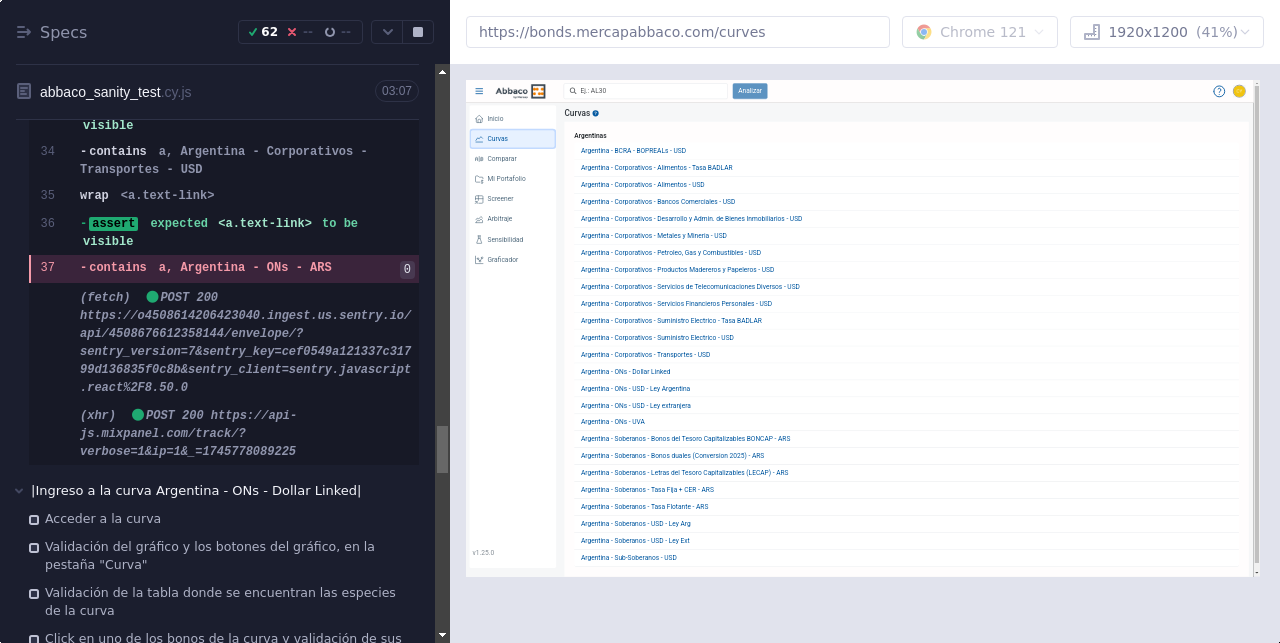 Specs
62
--
--
abbaco_sanity_test.cy.js
03:07
visible
34 -contains a, Argentina - Corporativos -
Transportes - USD
35 wrap <a.text-link>
36 -assert expected <a.text-link> to be
visible
37 -contains a, Argentina - ONs - ARS 0
(fetch) POST 200
https://o4508614206423040.ingest.us.sentry.io/
api/4508676612358144/envelope/?
sentry_version=7&sentry_key=cef0549a121337c317
99d136835f0c8b&sentry_client=sentry.javascript
.react%2F8.50.0
(xhr) POST 200 https://api-
js.mixpanel.com/track/?
verbose=1&ip=1&_=1745778089225
|Ingreso a la curva Argentina - ONs - Dollar Linked|
Acceder a la curva
Validación del gráfico y los botones del gráfico, en la
pestaña "Curva"
Validación de la tabla donde se encuentran las especies
de la curva
Click en uno de los bonos de la curva y validación de sus
https://bonds.mercapabbaco.com/curves
Chrome 121
1920x1200 (41%)
Abbaco
Ej.: AL30
Analizar
?
Inicio
Curvas
Comparar
Mi Portafolio
Screener
Arbitraje
Sensibilidad
Graficador
v1.25.0
Curvas ?
Argentinas
Argentina - BCRA - BOPREALs - USD
Argentina - Corporativos - Alimentos - Tasa BADLAR
Argentina - Corporativos - Alimentos - USD
Argentina - Corporativos - Bancos Comerciales - USD
Argentina - Corporativos - Desarrollo y Admin. de Bienes Inmobiliarios - USD
Argentina - Corporativos - Metales y Mineria - USD
Argentina - Corporativos - Petroleo, Gas y Combustibles - USD
Argentina - Corporativos - Productos Madereros y Papeleros - USD
Argentina - Corporativos - Servicios de Telecomunicaciones Diversos - USD
Argentina - Corporativos - Servicios Financieros Personales - USD
Argentina - Corporativos - Suministro Electrico - Tasa BADLAR
Argentina - Corporativos - Suministro Electrico - USD
Argentina - Corporativos - Transportes - USD
Argentina - ONs - Dollar Linked
Argentina - ONs - USD - Ley Argentina
Argentina - ONs - USD - Ley extranjera
Argentina - ONs - UVA
Argentina - Soberanos - Bonos del Tesoro Capitalizables BONCAP - ARS
Argentina - Soberanos - Bonos duales (Conversion 2025) - ARS
Argentina - Soberanos - Letras del Tesoro Capitalizables (LECAP) - ARS
Argentina - Soberanos - Tasa Fija + CER - ARS
Argentina - Soberanos - Tasa Flotante - ARS
Argentina - Soberanos - USD - Ley Arg
Argentina - Soberanos - USD - Ley Ext
Argentina - Sub-Soberanos - USD